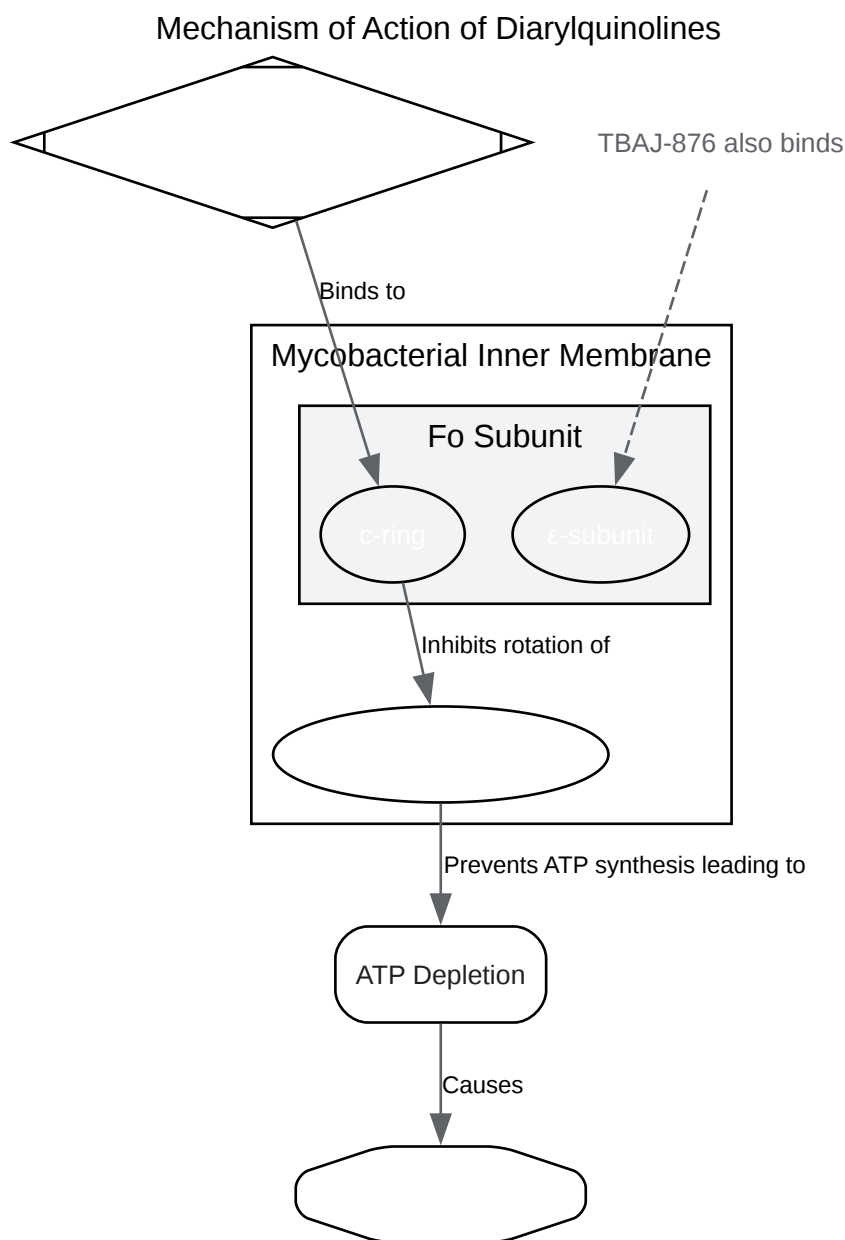 Mechanism of Action of Diarylquinolines
TBAJ-876 also binds
Binds to
Mycobacterial Inner Membrane
Fo Subunit
c-ring
ε-subunit
Inhibits rotation of
Prevents ATP synthesis leading to
ATP Depletion
Causes